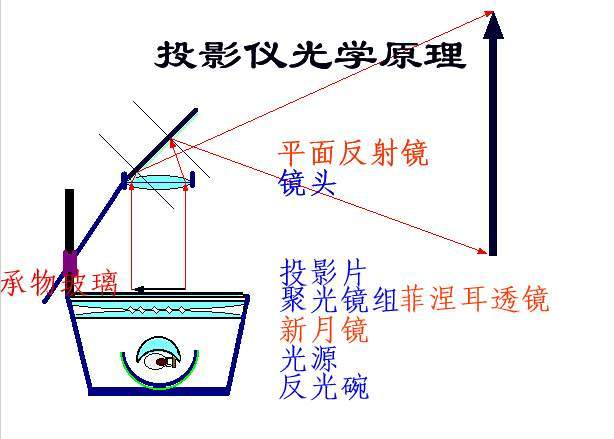 投影仪光学原理
平面反射镜
镜头
投影片
承物玻璃
聚光镜组菲涅耳透镜
新月镜
光源
反光碗